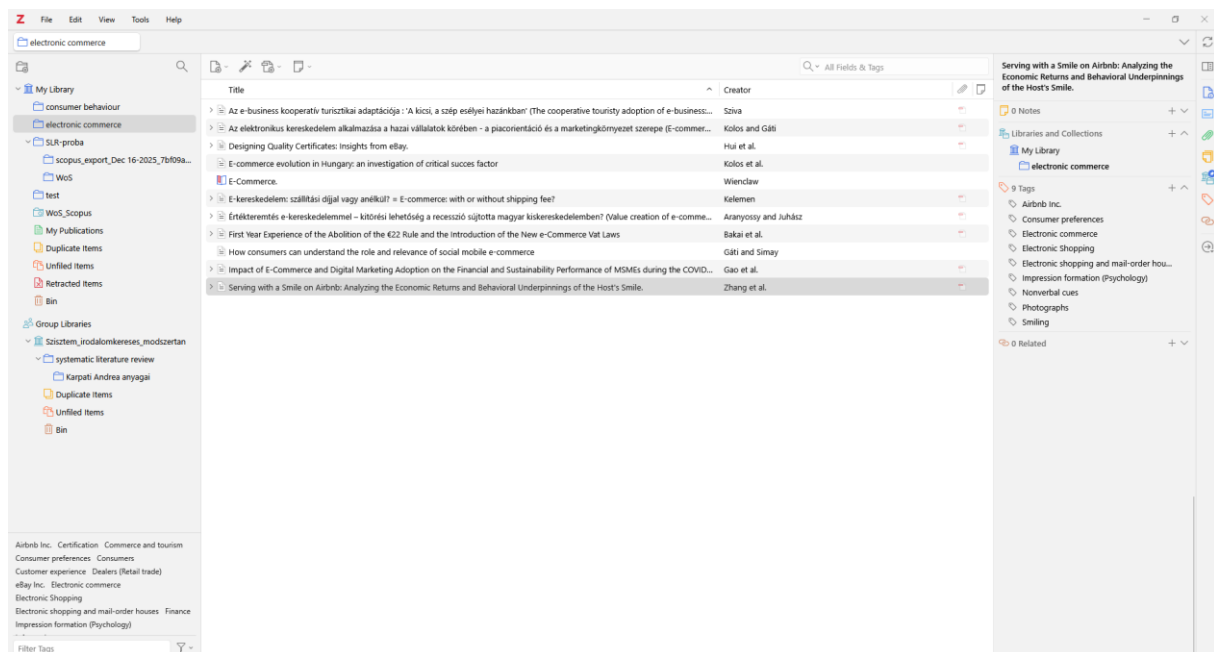 Z File Edit View Tools Help
electronic commerce
My Library
consumer behaviour
electronic commerce
SLR-proba
scopus_export_Dec 16-2025_7bf09a...
WoS
test
WoS_Scopus
My Publications
Duplicate Items
Unfiled Items
Retracted Items
Bin
Group Libraries
Szisztem_irodalomkereses_modszertan
systematic literature review
Karpati Andrea anyagai
Duplicate Items
Unfiled Items
Bin
Airbnb Inc. Certification Commerce and tourism
Consumer preferences Consumers
Customer experience Dealers (Retail trade)
eBay Inc. Electronic commerce
Electronic Shopping
Electronic shopping and mail-order houses Finance
Impression formation (Psychology)
Filter Tags
All Fields & Tags
Title Creator
Az e-business kooperatív turisztikai adaptációja : 'A kicsi, a szép esélyei hazánkban' (The cooperative touristy adoption of e-business:... Sziva
Az elektronikus kereskedelem alkalmazása a hazai vállalatok körében - a piacorientáció és a marketingkörnyezet szerepe (E-commer... Kolos and Gáti
Designing Quality Certificates: Insights from eBay. Hui et al.
E-commerce evolution in Hungary: an investigation of critical succes factor Kolos et al.
E-Commerce. Wienclaw
E-kereskedelem: szállítási díjjal vagy anélkül? = E-commerce: with or without shipping fee? Kelemen
Értékteremtés e-kereskedelemmel – kitörési lehetőség a recesszió sújtotta magyar kiskereskedelemben? (Value creation of e-comme... Aranyossy and Juhász
First Year Experience of the Abolition of the €22 Rule and the Introduction of the New e-Commerce Vat Laws Bakai et al.
How consumers can understand the role and relevance of social mobile e-commerce Gáti and Simay
Impact of E-Commerce and Digital Marketing Adoption on the Financial and Sustainability Performance of MSMEs during the COVID... Gao et al.
Serving with a Smile on Airbnb: Analyzing the Economic Returns and Behavioral Underpinnings of the Host's Smile. Zhang et al.
Serving with a Smile on Airbnb: Analyzing the
Economic Returns and Behavioral Underpinnings
of the Host's Smile.
0 Notes
Libraries and Collections
My Library
electronic commerce
9 Tags
Airbnb Inc.
Consumer preferences
Electronic commerce
Electronic Shopping
Electronic shopping and mail-order hou...
Impression formation (Psychology)
Nonverbal cues
Photographs
Smiling
0 Related